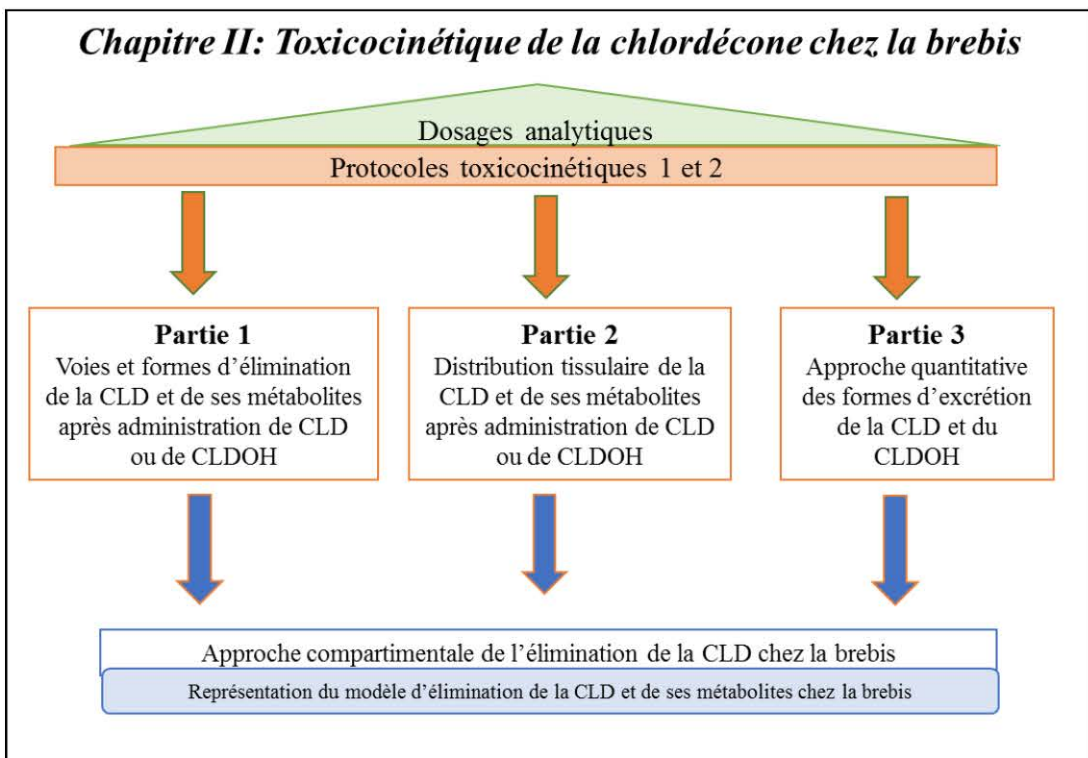 Chapitre II: Toxicocinétique de la chlordécone chez la brebis
Dosages analytiques
Protocoles toxicocinétiques 1 et 2
Partie 1
Voies et formes d’élimination
de la CLD et de ses métabolites
après administration de CLD
ou de CLDOH
Partie 2
Distribution tissulaire de la
CLD et de ses métabolites
après administration de CLD
ou de CLDOH
Partie 3
Approche quantitative
des formes d’excrétion
de la CLD et du
CLDOH
Approche compartimentale de l’élimination de la CLD chez la brebis
Représentation du modèle d’élimination de la CLD et de ses métabolites chez la brebis